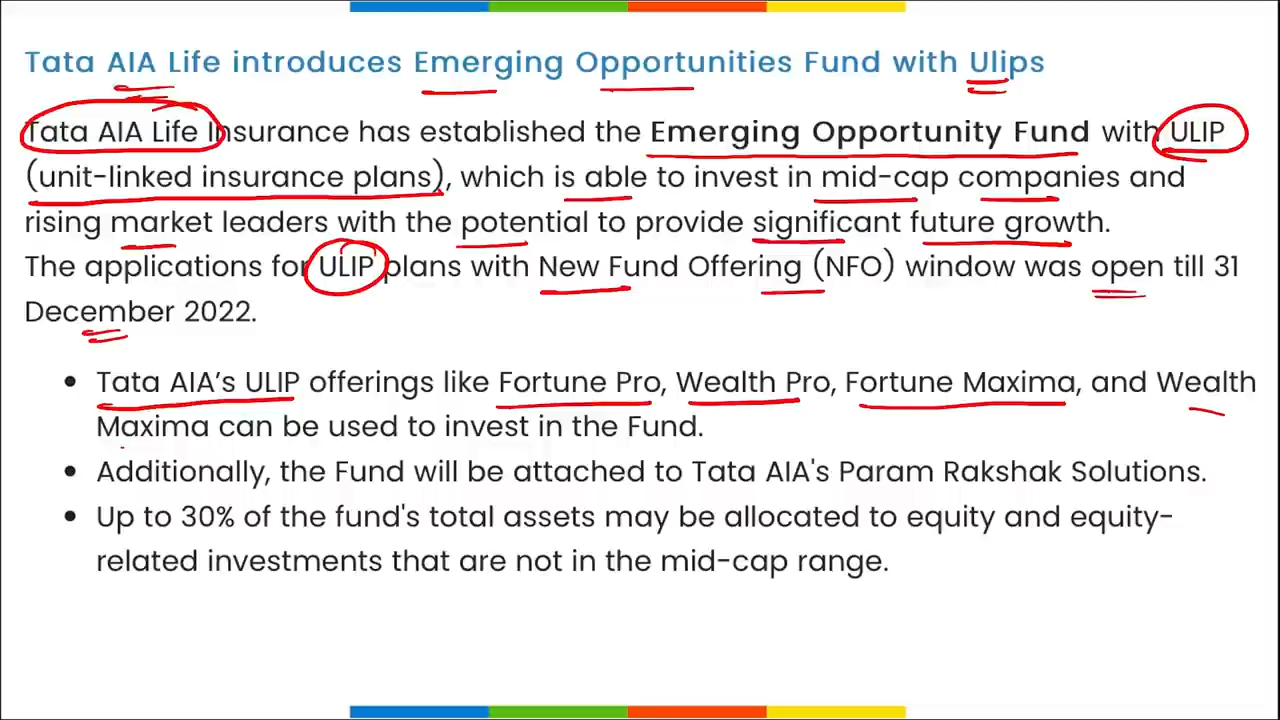 Tata AIA Life introduces Emerging Opportunities Fund with Ulips
Tata AIA Life Insurance has established the Emerging Opportunity Fund with ULIP
(unit-linked insurance plans), which is able to invest in mid-cap companies and
rising market leaders with the potential to provide significant future growth.
The applications for ULIP plans with New Fund Offering (NFO) window was open till 31
December 2022.
• Tata AIA’s ULIP offerings like Fortune Pro, Wealth Pro, Fortune Maxima, and Wealth
Maxima can be used to invest in the Fund.
• Additionally, the Fund will be attached to Tata AIA's Param Rakshak Solutions.
• Up to 30% of the fund's total assets may be allocated to equity and equity-
related investments that are not in the mid-cap range.